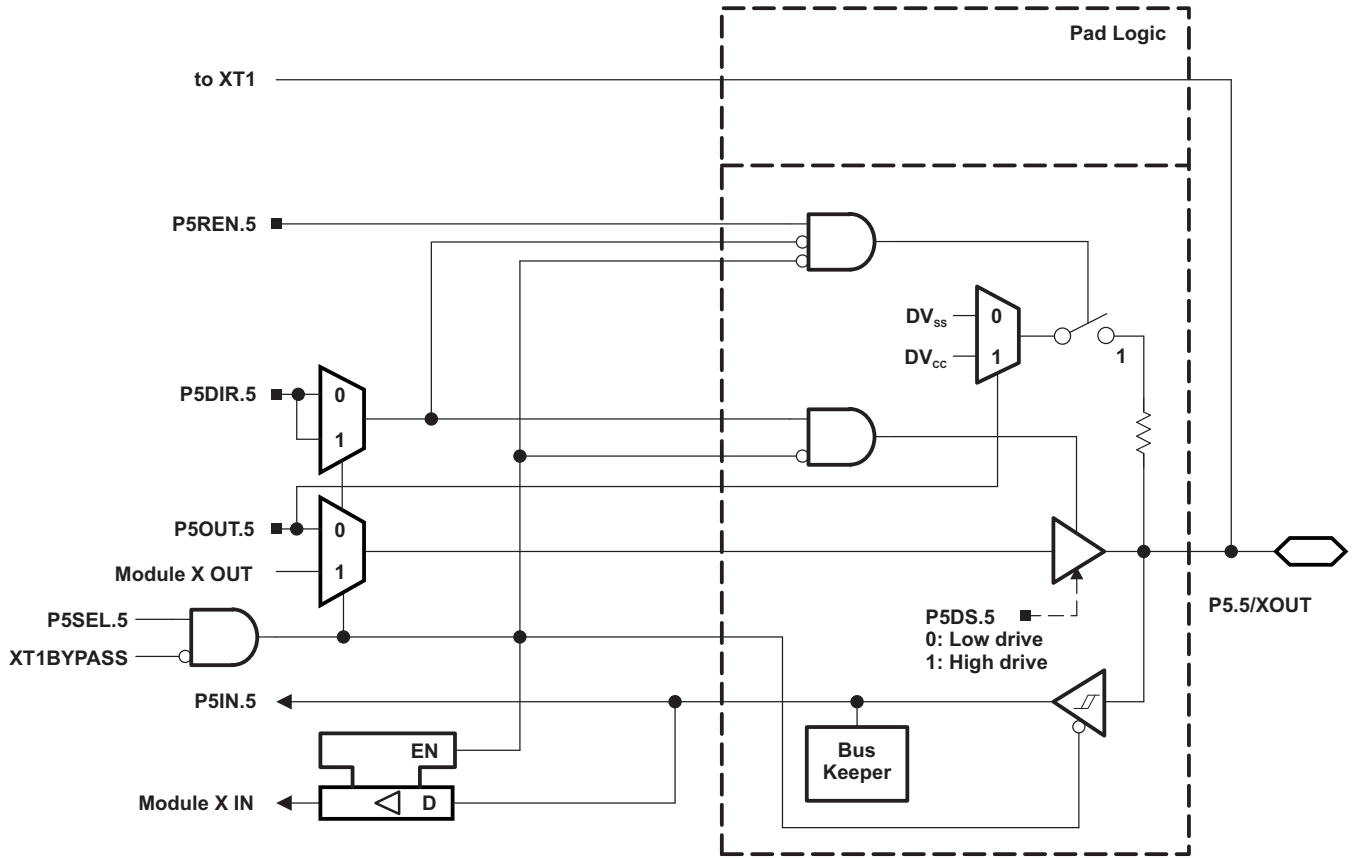 Pad Logic
to XT1
P5REN.5
DVss
0
DVcc
1
1
P5DIR.5
0
1
P5OUT.5
0
Module X OUT
1
P5SEL.5
XT1BYPASS
P5DS.5
0: Low drive
1: High drive
P5.5/XOUT
P5IN.5
Bus
Keeper
EN
Module X IN
D